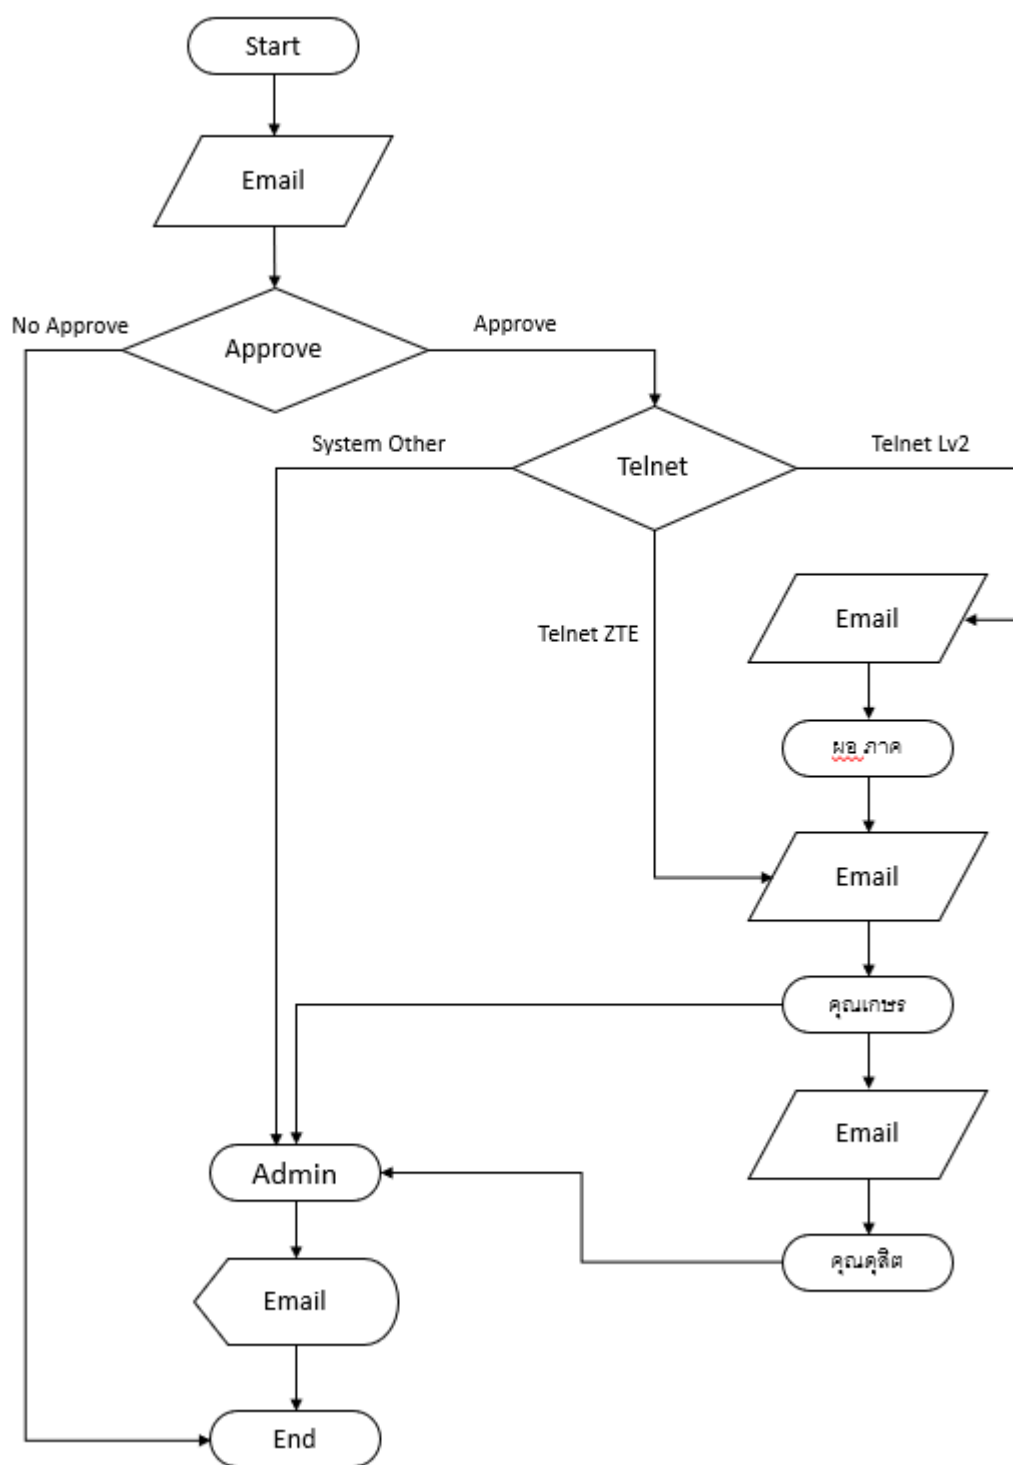 Start
Email
No Approve
Approve
Approve
System Other
Telnet
Telnet Lv2
Email
Telnet ZTE
ผอ.ภาค
Email
คุณเกษร
Email
Admin
คุณดุสิต
Email
End